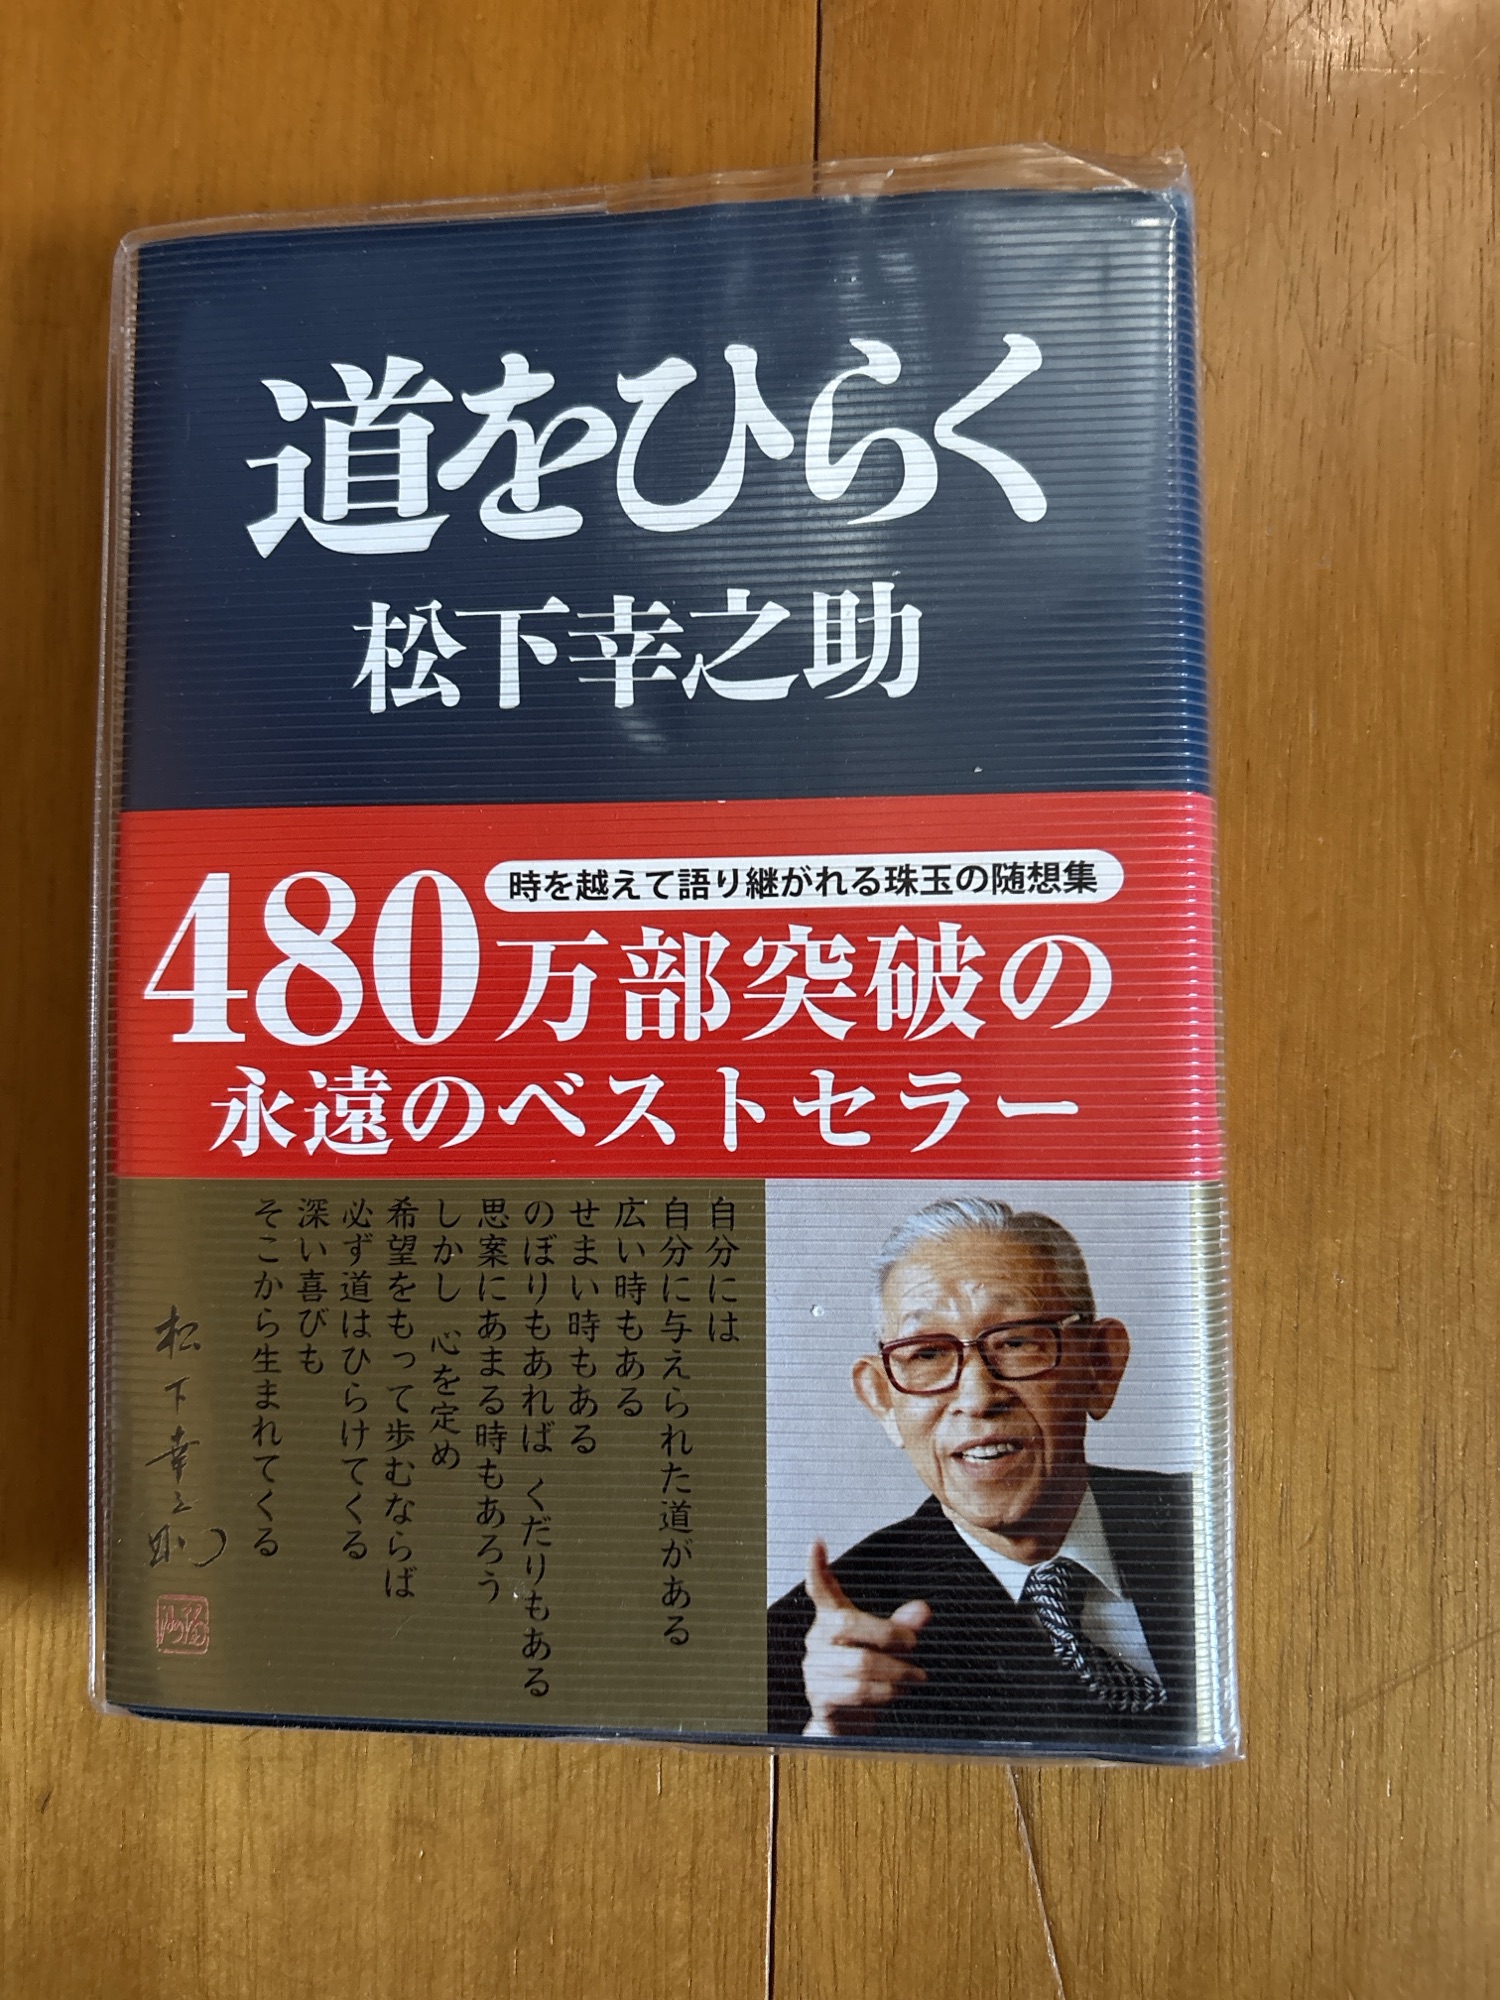 道をひらく
松下幸之助
時を越えて語り継がれる珠玉の随想集
480万部突破の
永遠のベストセラー
自分には
自分に与えられた道がある
広い時もある
せまい時もある
のぼりもあれば くだりもある
思案にあまる時もあろう
しかし 心を定め
希望をもって歩むならば
必ず道はひらけてくる
深い喜びも
そこから生まれてくる
松下幸之助